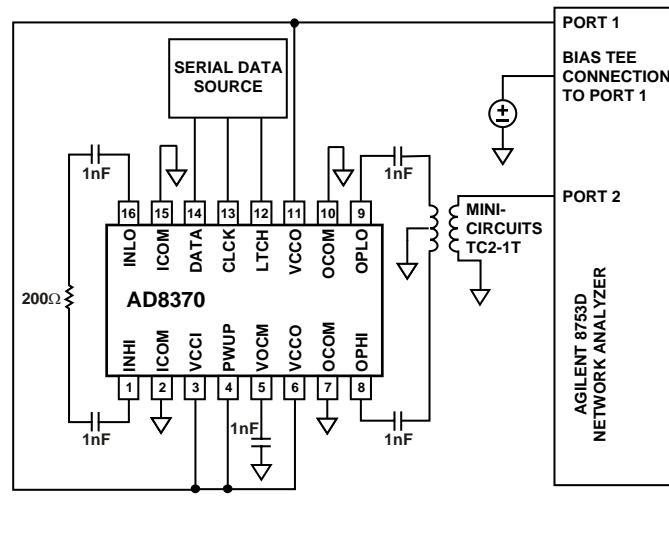 PORT 1
BIAS TEE
CONNECTION
TO PORT 1
SERIAL DATA
SOURCE
1nF
1nF
16 15 14 13 12 11 10 9
INLO ICOM DATA CLCK LTCH VCCO OCOM OPLO
PORT 2
MINI-
CIRCUITS
TC2-1T
200Ω
AD8370
INHI ICOM VCCI PWUP VOCM VCCO OCOM OPHI
1 2 3 4 5 6 7 8
1nF
1nF
1nF
AGILENT 8753D
NETWORK ANALYZER